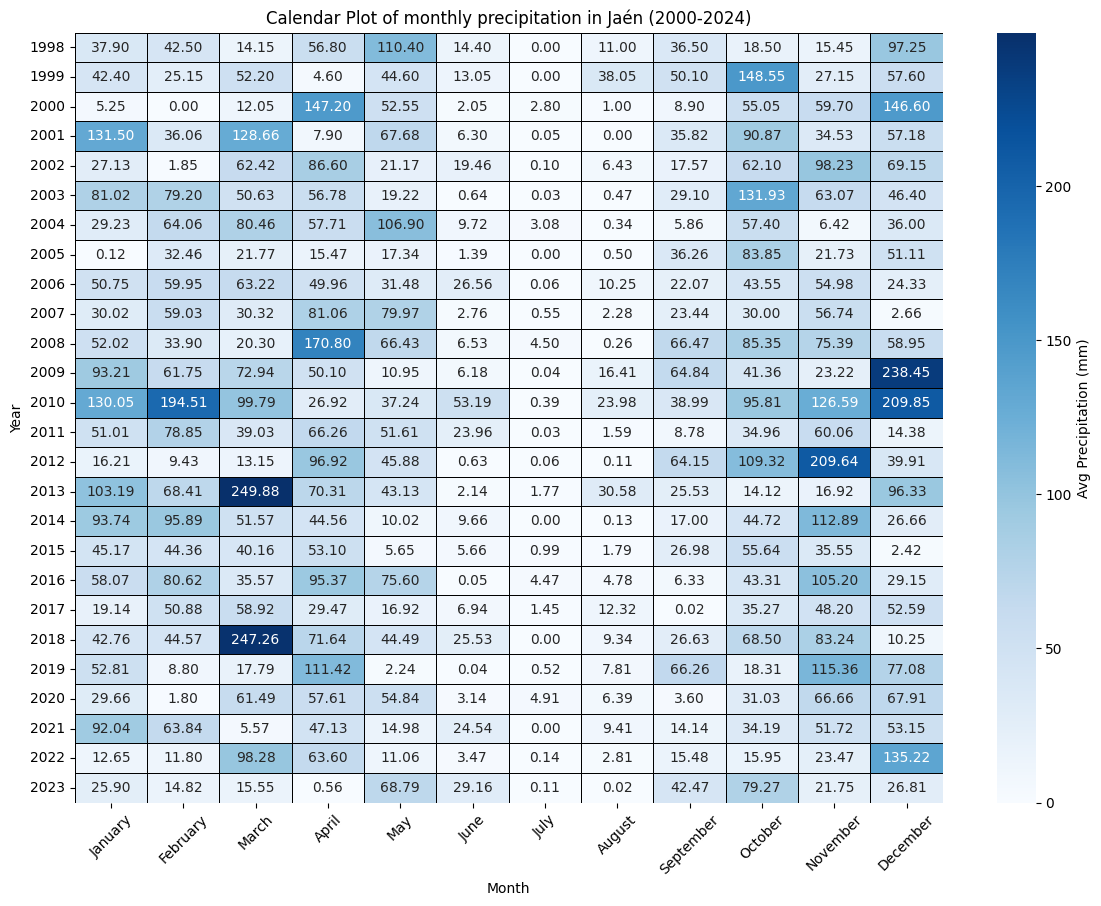 Calendar Plot of monthly precipitation in Jaén (2000-2024)
1998 37.90 42.50 14.15 56.80 110.40 14.40 0.00 11.00 36.50 18.50 15.45 97.25
1999 42.40 25.15 52.20 4.60 44.60 13.05 0.00 38.05 50.10 148.55 27.15 57.60
2000 5.25 0.00 12.05 147.20 52.55 2.05 2.80 1.00 8.90 55.05 59.70 146.60
2001 131.50 36.06 128.66 7.90 67.68 6.30 0.05 0.00 35.82 90.87 34.53 57.18
2002 27.13 1.85 62.42 86.60 21.17 19.46 0.10 6.43 17.57 62.10 98.23 69.15
2003 81.02 79.20 50.63 56.78 19.22 0.64 0.03 0.47 29.10 131.93 63.07 46.40
2004 29.23 64.06 80.46 57.71 106.90 9.72 3.08 0.34 5.86 57.40 6.42 36.00
2005 0.12 32.46 21.77 15.47 17.34 1.39 0.00 0.50 36.26 83.85 21.73 51.11
2006 50.75 59.95 63.22 49.96 31.48 26.56 0.06 10.25 22.07 43.55 54.98 24.33
2007 30.02 59.03 30.32 81.06 79.97 2.76 0.55 2.28 23.44 30.00 56.74 2.66
2008 52.02 33.90 20.30 170.80 66.43 6.53 4.50 0.26 66.47 85.35 75.39 58.95
2009 93.21 61.75 72.94 50.10 10.95 6.18 0.04 16.41 64.84 41.36 23.22 238.45
2010 130.05 194.51 99.79 26.92 37.24 53.19 0.39 23.98 38.99 95.81 126.59 209.85
2011 51.01 78.85 39.03 66.26 51.61 23.96 0.03 1.59 8.78 34.96 60.06 14.38
2012 16.21 9.43 13.15 96.92 45.88 0.63 0.06 0.11 64.15 109.32 209.64 39.91
2013 103.19 68.41 249.88 70.31 43.13 2.14 1.77 30.58 25.53 14.12 16.92 96.33
2014 93.74 95.89 51.57 44.56 10.02 9.66 0.00 0.13 17.00 44.72 112.89 26.66
2015 45.17 44.36 40.16 53.10 5.65 5.66 0.99 1.79 26.98 55.64 35.55 2.42
2016 58.07 80.62 35.57 95.37 75.60 0.05 4.47 4.78 6.33 43.31 105.20 29.15
2017 19.14 50.88 58.92 29.47 16.92 6.94 1.45 12.32 0.02 35.27 48.20 52.59
2018 42.76 44.57 247.26 71.64 44.49 25.53 0.00 9.34 26.63 68.50 83.24 10.25
2019 52.81 8.80 17.79 111.42 2.24 0.04 0.52 7.81 66.26 18.31 115.36 77.08
2020 29.66 1.80 61.49 57.61 54.84 3.14 4.91 6.39 3.60 31.03 66.66 67.91
2021 92.04 63.84 5.57 47.13 14.98 24.54 0.00 9.41 14.14 34.19 51.72 53.15
2022 12.65 11.80 98.28 63.60 11.06 3.47 0.14 2.81 15.48 15.95 23.47 135.22
2023 25.90 14.82 15.55 0.56 68.79 29.16 0.11 0.02 42.47 79.27 21.75 26.81
January February March April May June July August September October November December
Month
Year
200
150
100
50
0
Avg Precipitation (mm)